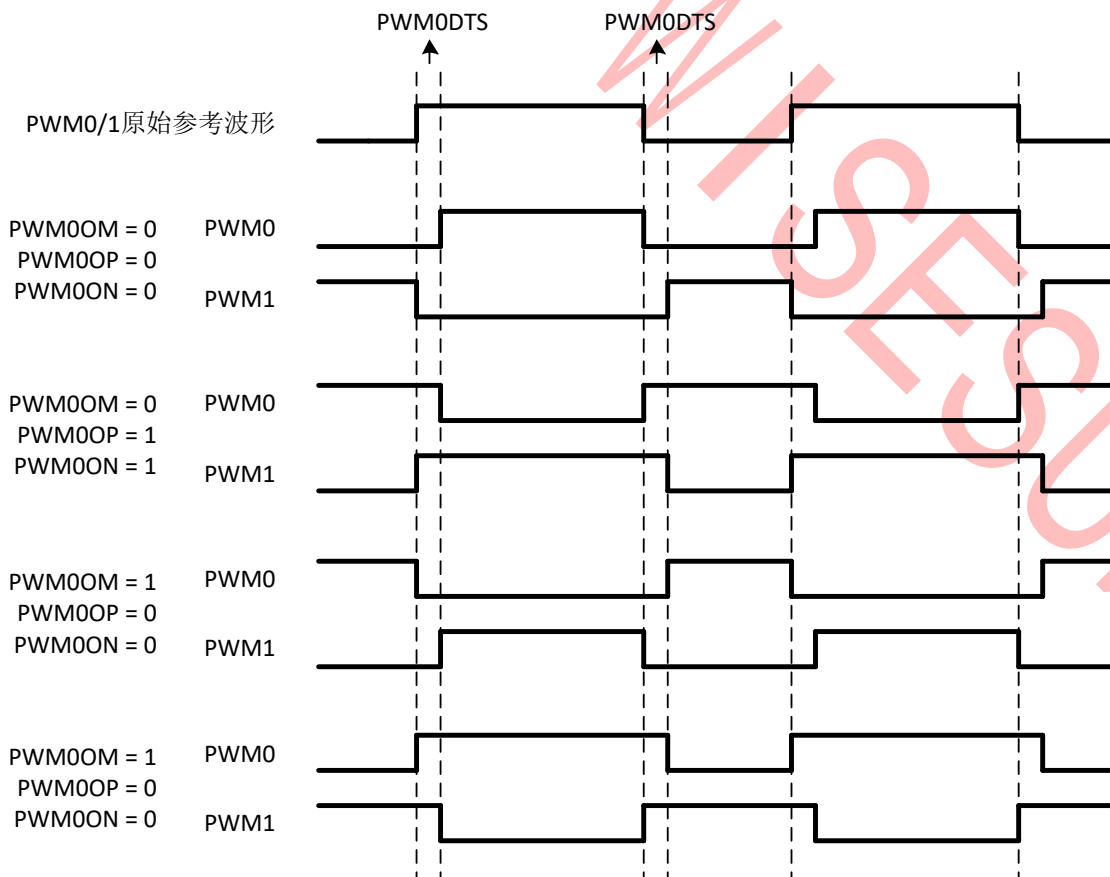 PWM0DTS PWM0DTS
PWM0/1原始参考波形
PWM0OM = 0 PWM0
PWM0OP = 0
PWM0ON = 0 PWM1
PWM0OM = 0 PWM0
PWM0OP = 1
PWM0ON = 1 PWM1
PWM0OM = 1 PWM0
PWM0OP = 0
PWM0ON = 0 PWM1
PWM0OM = 1 PWM0
PWM0OP = 0
PWM0ON = 0 PWM1
WISESU